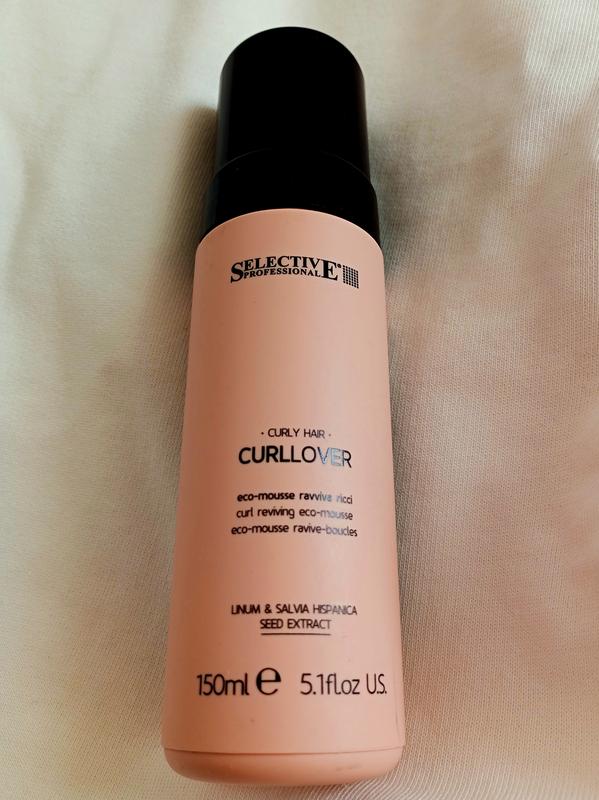 SELECTIVE®
PROFESSIONAL
· CURLY HAIR ·
CURLLOVER
eco-mousse ravviva ricci
curl reviving eco-mousse
eco-mousse ravive-boucles
LINUM & SALVIA HISPANICA
SEED EXTRACT
150ml ℮ 5.1fl.oz U.S.